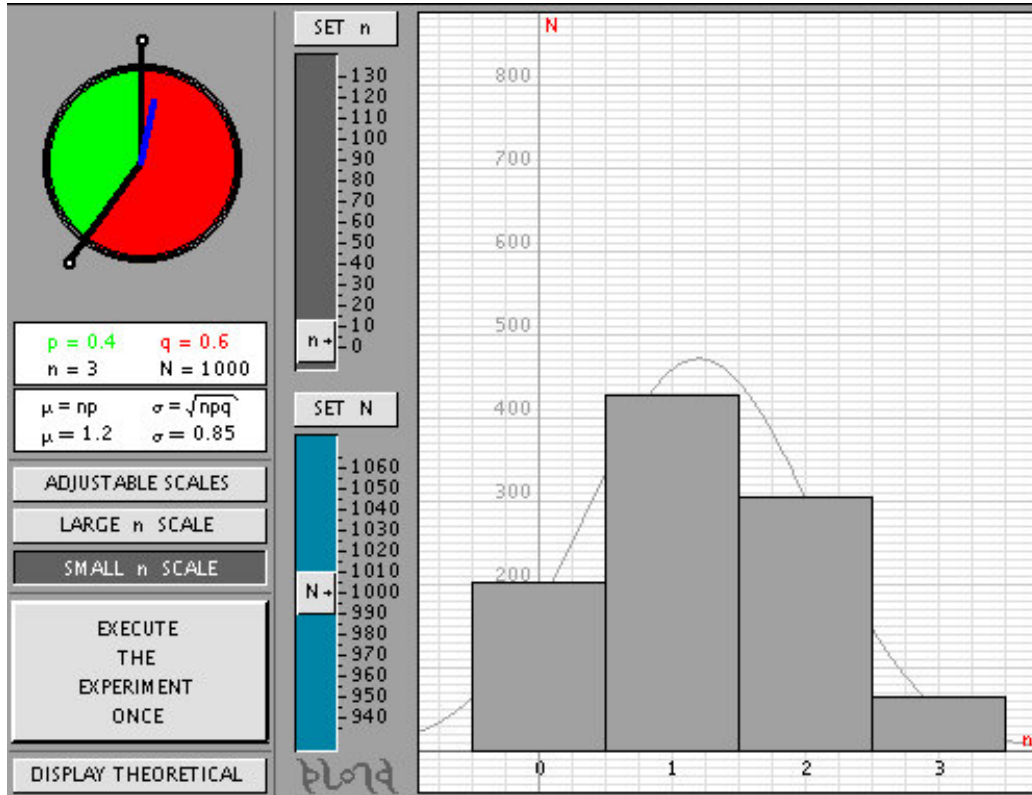 p = 0.4 q = 0.6
n = 3 N = 1000
μ = np σ = √npq
μ = 1.2 σ = 0.85
ADJUSTABLE SCALES
LARGE n SCALE
SMALL n SCALE
EXECUTE
THE
EXPERIMENT
ONCE
DISPLAY THEORETICAL
SET n
130
120
110
100
90
80
70
60
50
40
30
20
10
0
n→
SET N
1060
1050
1040
1030
1020
1010
1000
990
980
970
960
950
940
N→
N
800
700
600
500
400
300
200
n
0 1 2 3